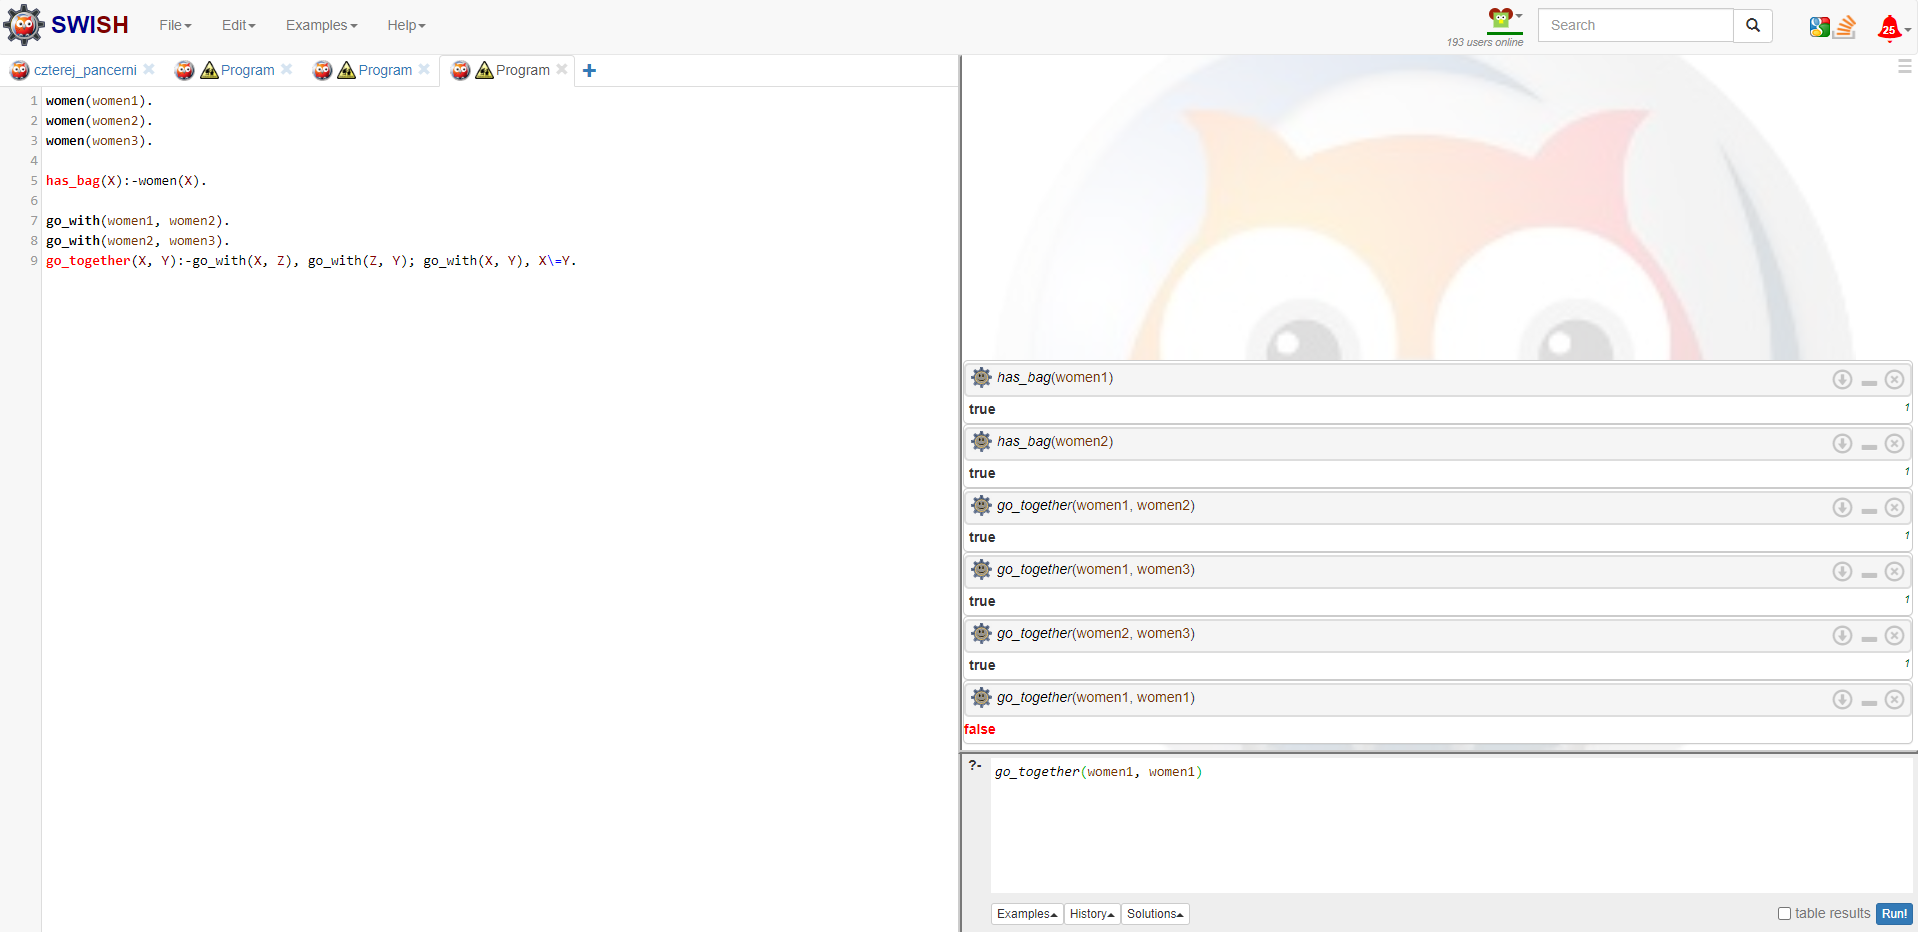 SWISH File Edit Examples Help 193 users online Search 25
czterej_pancerni Program Program Program
1 women(women1).
2 women(women2).
3 women(women3).
4
5 has_bag(X):-women(X).
6
7 go_with(women1, women2).
8 go_with(women2, women3).
9 go_together(X, Y):-go_with(X, Z), go_with(Z, Y); go_with(X, Y), X\=Y.
has_bag(women1)
true 1
has_bag(women2)
true 1
go_together(women1, women2)
true 1
go_together(women1, women3)
true 1
go_together(women2, women3)
true 1
go_together(women1, women1)
false
?- go_together(women1, women1)
Examples History Solutions table results Run!